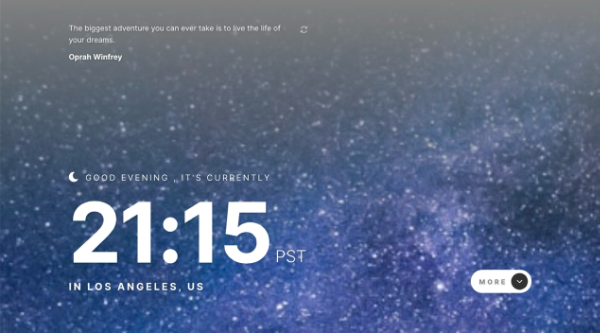 The biggest adventure you can ever take is to live the life of
your dreams.
Oprah Winfrey
GOOD EVENING , IT'S CURRENTLY
21:15 PST
IN LOS ANGELES, US
MORE